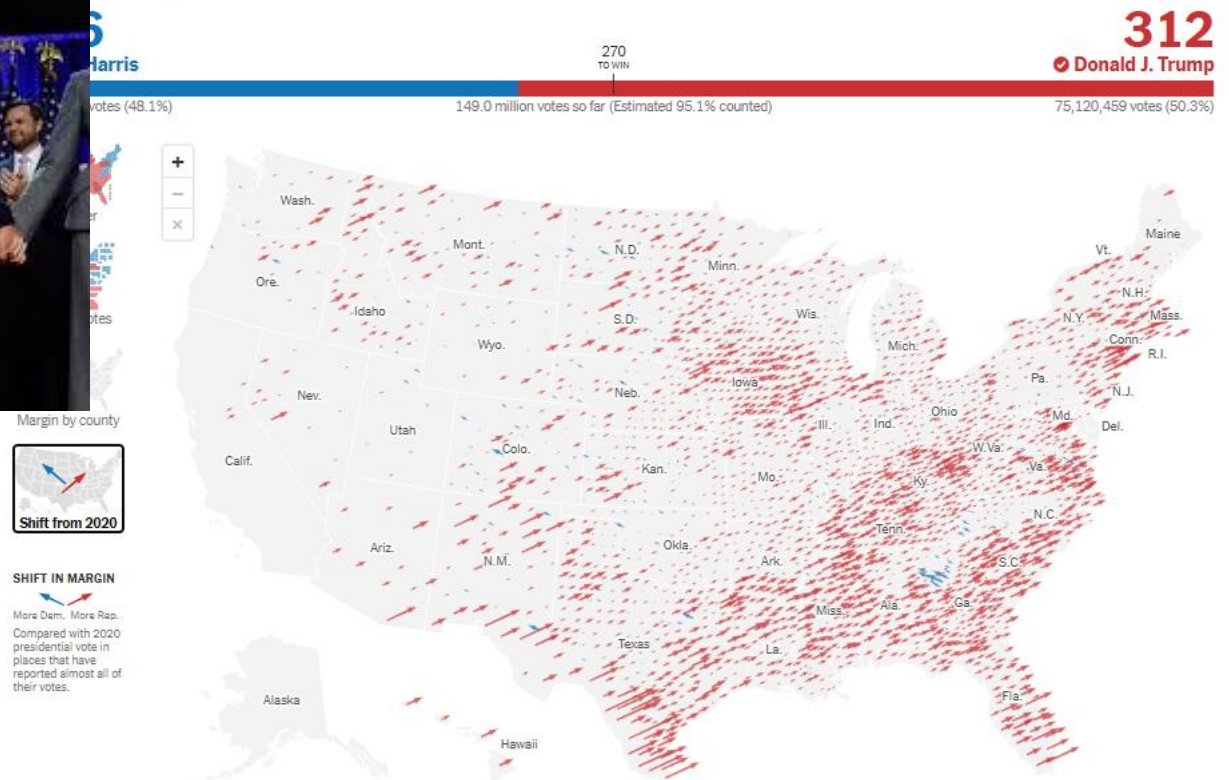 6
Harris
270
TO WIN
312
Donald J. Trump
votes (48.1%)
149.0 million votes so far (Estimated 95.1% counted)
75,120,459 votes (50.3%)
+
−
×
er
otes
Margin by county
Shift from 2020
SHIFT IN MARGIN
More Dem. More Rep.
Compared with 2020
presidential vote in
places that have
reported almost all of
their votes.
Wash.
Mont.
N.D.
Minn.
Maine
Vt.
Ore.
Idaho
S.D.
Wis.
N.H.
N.Y.
Mass.
Wyo.
Mich.
Conn.
R.I.
Nev.
Neb.
Iowa
Pa.
N.J.
Utah
Colo.
Ill.
Ind.
Ohio
Md.
Del.
Calif.
Kan.
Mo.
W.Va.
Va.
Ky.
N.C.
Ariz.
N.M.
Okla.
Ark.
Tenn.
S.C.
Miss.
Ala.
Ga.
Texas
La.
Alaska
Fla.
Hawaii